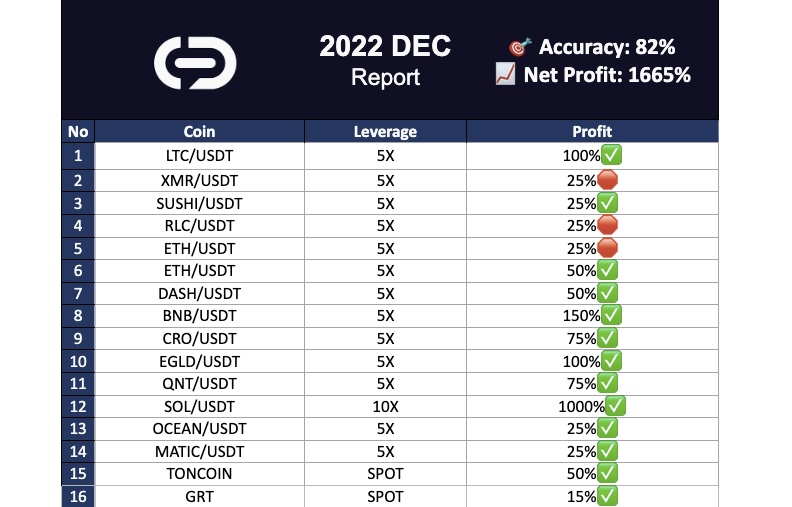 2022 DEC
Report
🎯 Accuracy: 82%
📈 Net Profit: 1665%
No Coin Leverage Profit
1 LTC/USDT 5X 100%✅
2 XMR/USDT 5X 25%🛑
3 SUSHI/USDT 5X 25%✅
4 RLC/USDT 5X 25%🛑
5 ETH/USDT 5X 25%🛑
6 ETH/USDT 5X 50%✅
7 DASH/USDT 5X 50%✅
8 BNB/USDT 5X 150%✅
9 CRO/USDT 5X 75%✅
10 EGLD/USDT 5X 100%✅
11 QNT/USDT 5X 75%✅
12 SOL/USDT 10X 1000%✅
13 OCEAN/USDT 5X 25%✅
14 MATIC/USDT 5X 25%✅
15 TONCOIN SPOT 50%✅
16 GRT SPOT 15%✅